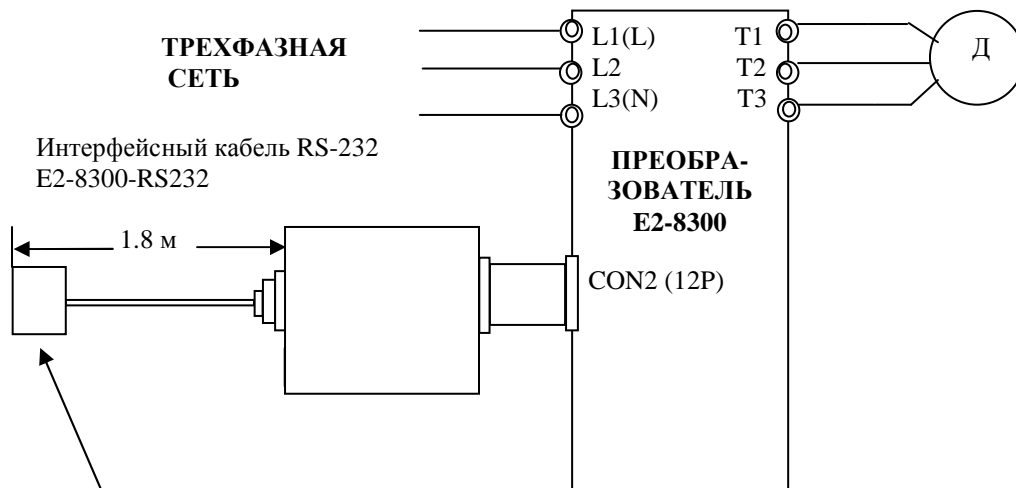 ТРЕХФАЗНАЯ
СЕТЬ
L1(L)
L2
L3(N)
T1
T2
T3
Д
Интерфейсный кабель RS-232
E2-8300-RS232
ПРЕОБРА-
ЗОВАТЕЛЬ
E2-8300
1.8 м
CON2 (12P)